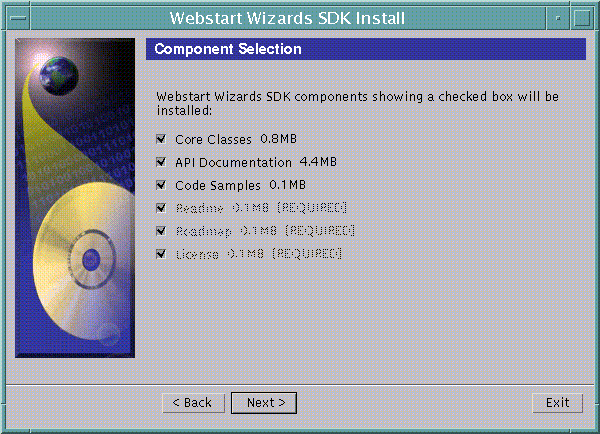 Webstart Wizards SDK Install
Component Selection
Webstart Wizards SDK components showing a checked box will be
installed:
Core Classes 0.8MB
API Documentation 4.4MB
Code Samples 0.1MB
Readme 0.1MB [REQUIRED]
Roadmap 0.1MB [REQUIRED]
License 0.1MB [REQUIRED]
< Back
Next >
Exit